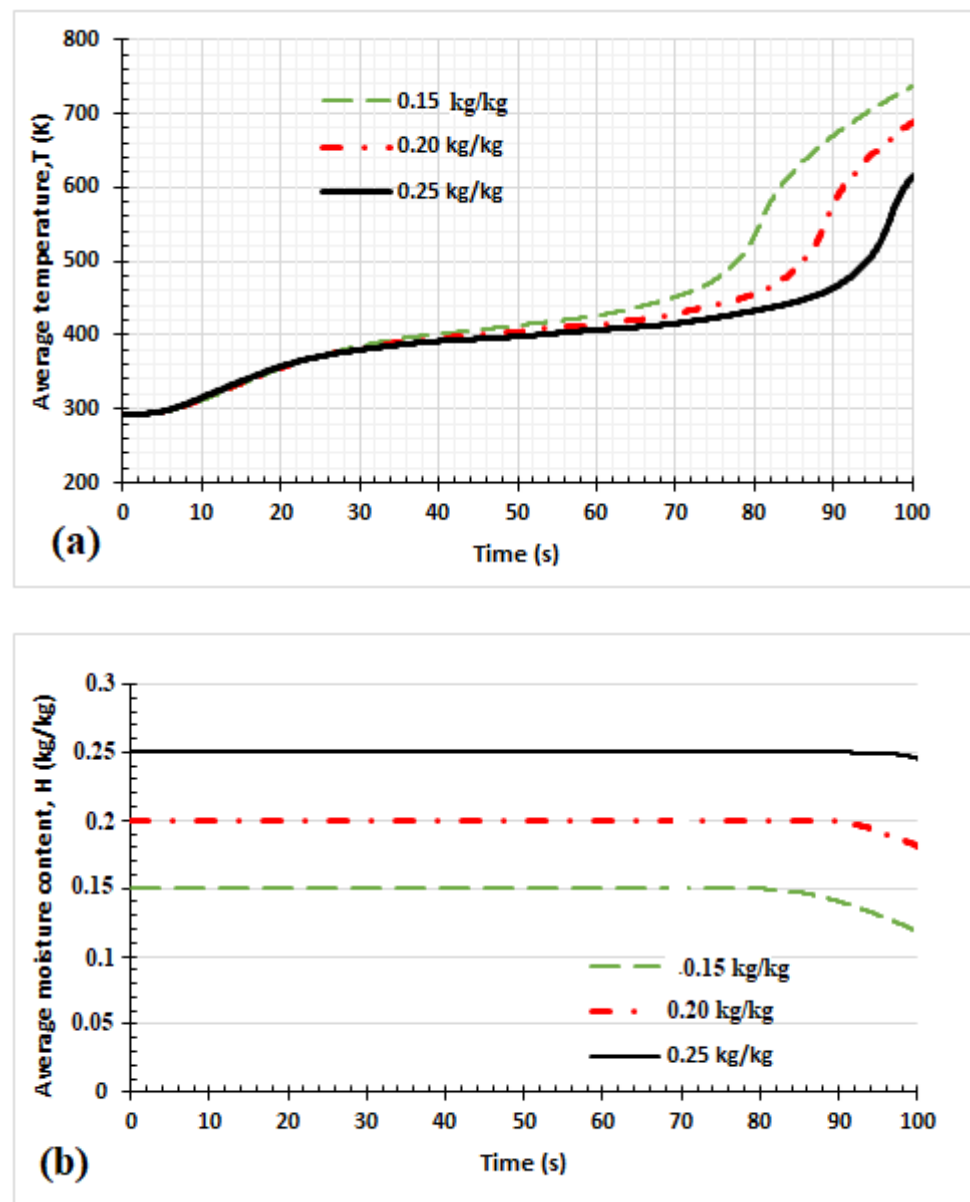 800
700
600
500
400
300
200
Average temperature,T (K)
0.15 kg/kg
0.20 kg/kg
0.25 kg/kg
0 10 20 30 40 50 60 70 80 90 100
(a)
Time (s)
0.3
0.25
0.2
0.15
0.1
0.05
0
Average moisture content, H (kg/kg)
-0.15 kg/kg
0.20 kg/kg
0.25 kg/kg
0 10 20 30 40 50 60 70 80 90 100
(b)
Time (s)